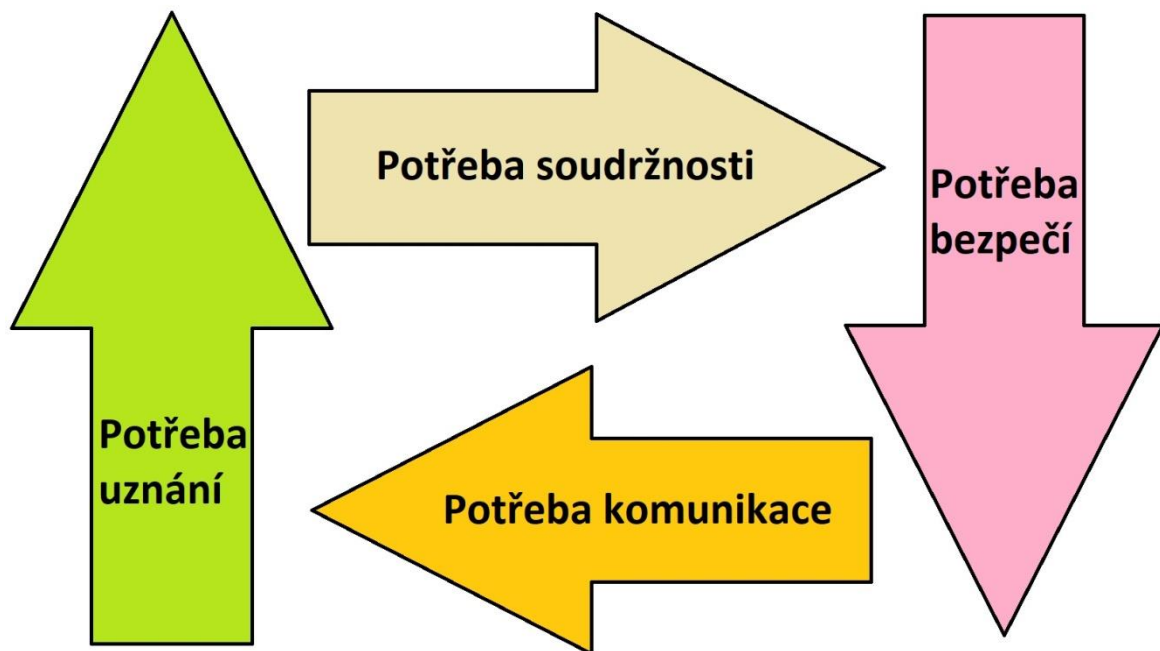 Potřeba soudržnosti
Potřeba
bezpečí
Potřeba
uznání
Potřeba komunikace